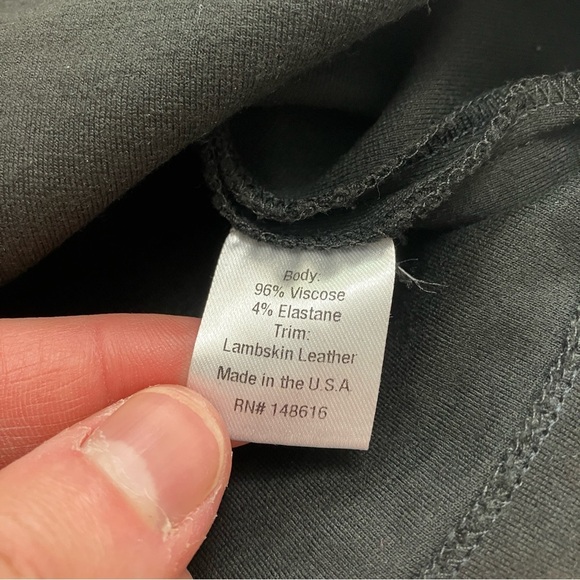 Body:
96% Viscose
4% Elastane
Trim:
Lambskin Leather
Made in the U.S.A
RN# 148616